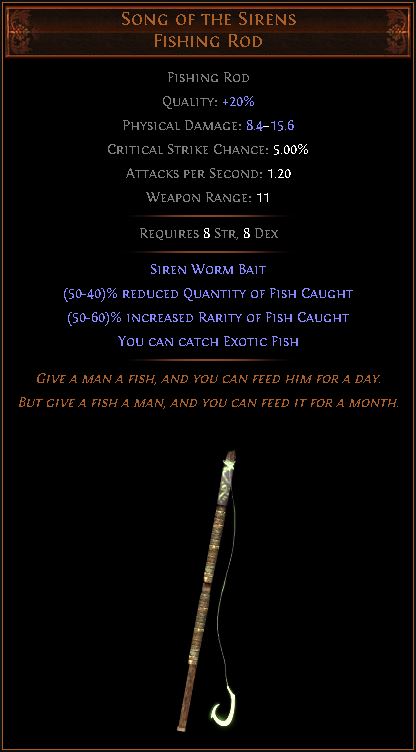 Song of the Sirens
Fishing Rod
Fishing Rod
Quality: +20%
Physical Damage: 8.4–15.6
Critical Strike Chance: 5.00%
Attacks per Second: 1.20
Weapon Range: 11
Requires 8 Str, 8 Dex
Siren Worm Bait
(50-40)% reduced Quantity of Fish Caught
(50-60)% increased Rarity of Fish Caught
You can catch Exotic Fish
Give a man a fish, and you can feed him for a day.
But give a fish a man, and you can feed it for a month.